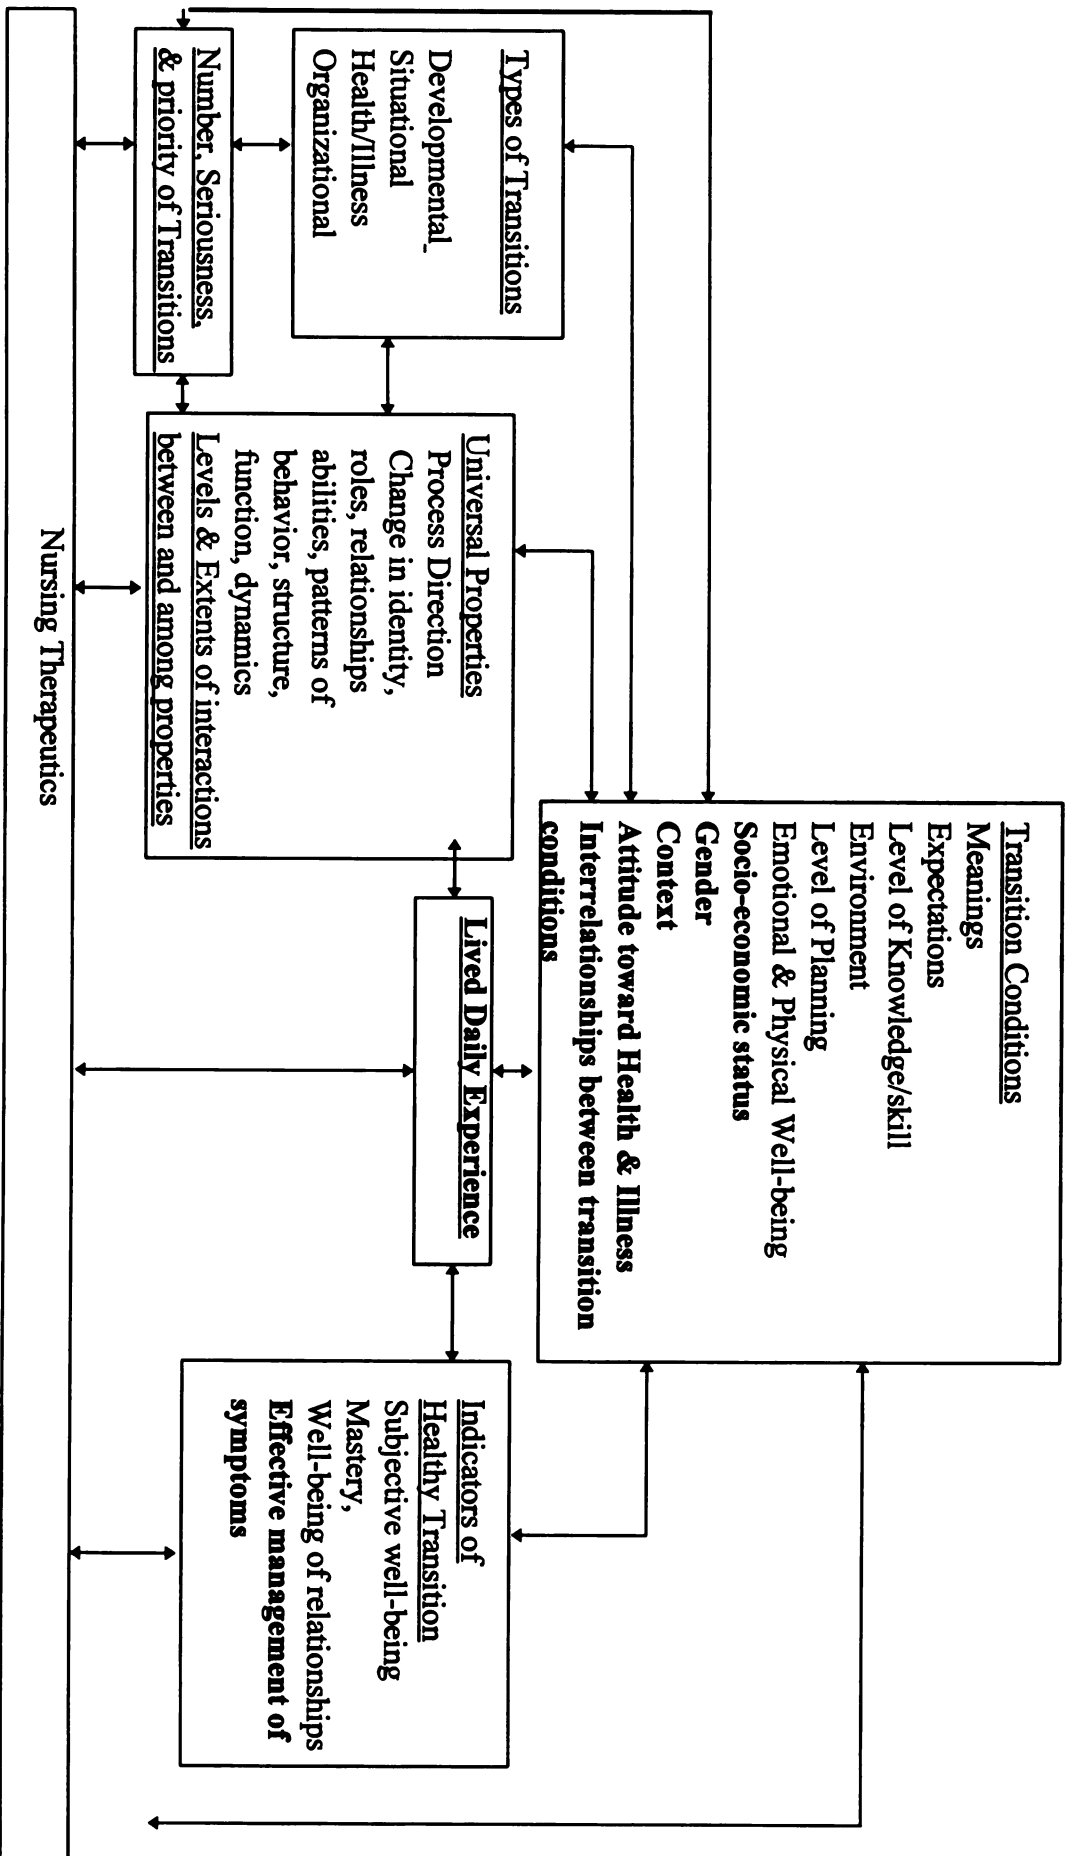 Transition Conditions
Meanings
Expectations
Level of Knowledge/skill
Environment
Level of Planning
Emotional & Physical Well-being
Socio-economic status
Gender
Context
Attitude toward Health & Illness
Interrelationships between transition
conditions
Types of Transitions
Developmental
Situational
Health/Illness
Organizational
Number, Seriousness,
& priority of Transitions
Universal Properties
Process Direction
Change in identity,
roles, relationships
abilities, patterns of
behavior, structure,
function, dynamics
Levels & Extents of interactions
between and among properties
Lived Daily Experience
Indicators of
Healthy Transition
Subjective well-being
Mastery,
Well-being of relationships
Effective management of
symptoms
Nursing Therapeutics